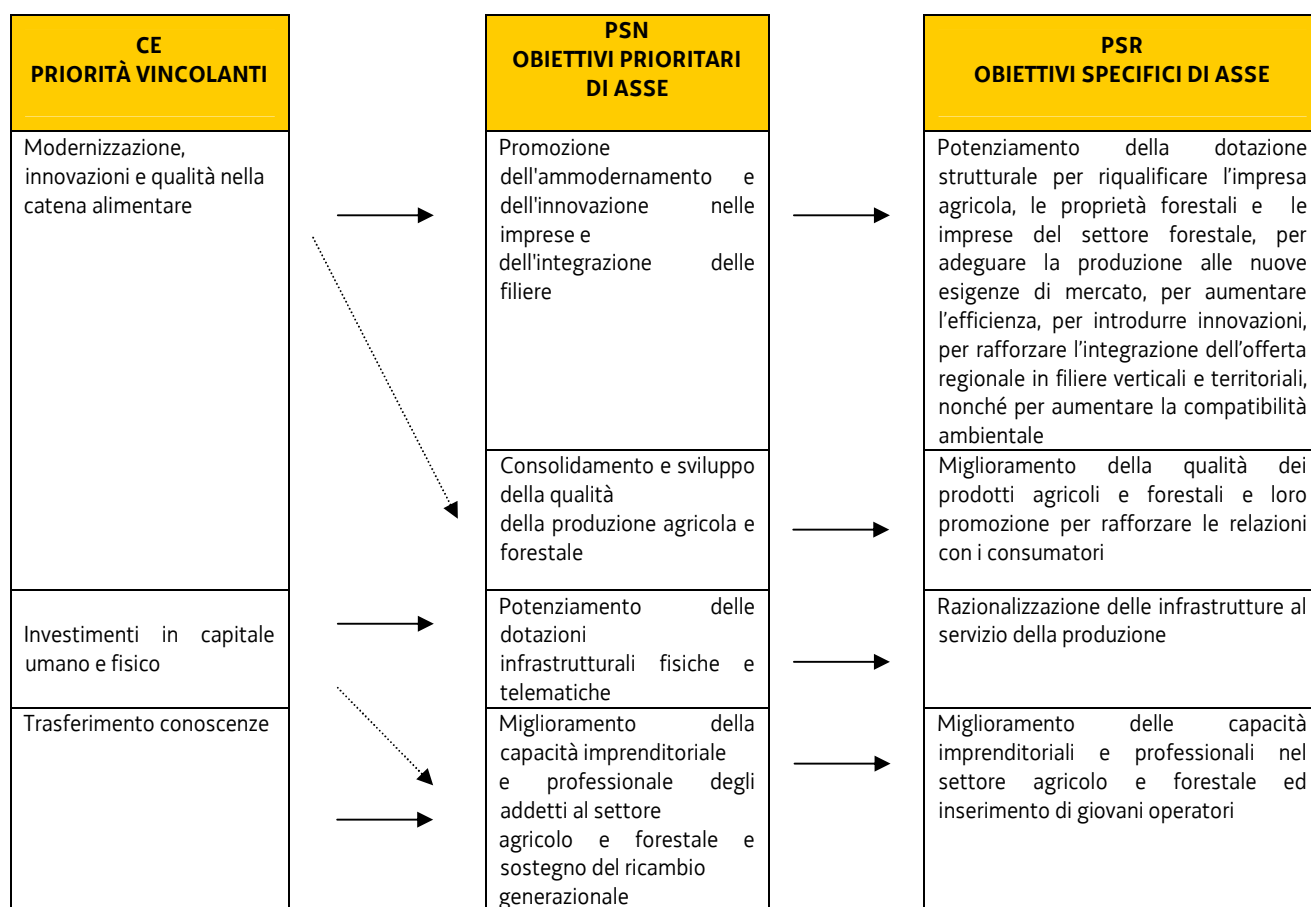 CE
PRIORITÀ VINCOLANTI
PSN
OBIETTIVI PRIORITARI
DI ASSE
PSR
OBIETTIVI SPECIFICI DI ASSE
Modernizzazione,
innovazioni e qualità nella
catena alimentare
Promozione
dell'ammodernamento e
dell'innovazione nelle
imprese e
dell'integrazione delle
filiere
Potenziamento della dotazione
strutturale per riqualificare l’impresa
agricola, le proprietà forestali e le
imprese del settore forestale, per
adeguare la produzione alle nuove
esigenze di mercato, per aumentare
l’efficienza, per introdurre innovazioni,
per rafforzare l’integrazione dell’offerta
regionale in filiere verticali e territoriali,
nonché per aumentare la compatibilità
ambientale
Consolidamento e sviluppo
della qualità
della produzione agricola e
forestale
Miglioramento della qualità dei
prodotti agricoli e forestali e loro
promozione per rafforzare le relazioni
con i consumatori
Investimenti in capitale
umano e fisico
Potenziamento delle
dotazioni
infrastrutturali fisiche e
telematiche
Razionalizzazione delle infrastrutture al
servizio della produzione
Trasferimento conoscenze
Miglioramento della
capacità imprenditoriale
e professionale degli
addetti al settore
agricolo e forestale e
sostegno del ricambio
generazionale
Miglioramento delle capacità
imprenditoriali e professionali nel
settore agricolo e forestale ed
inserimento di giovani operatori